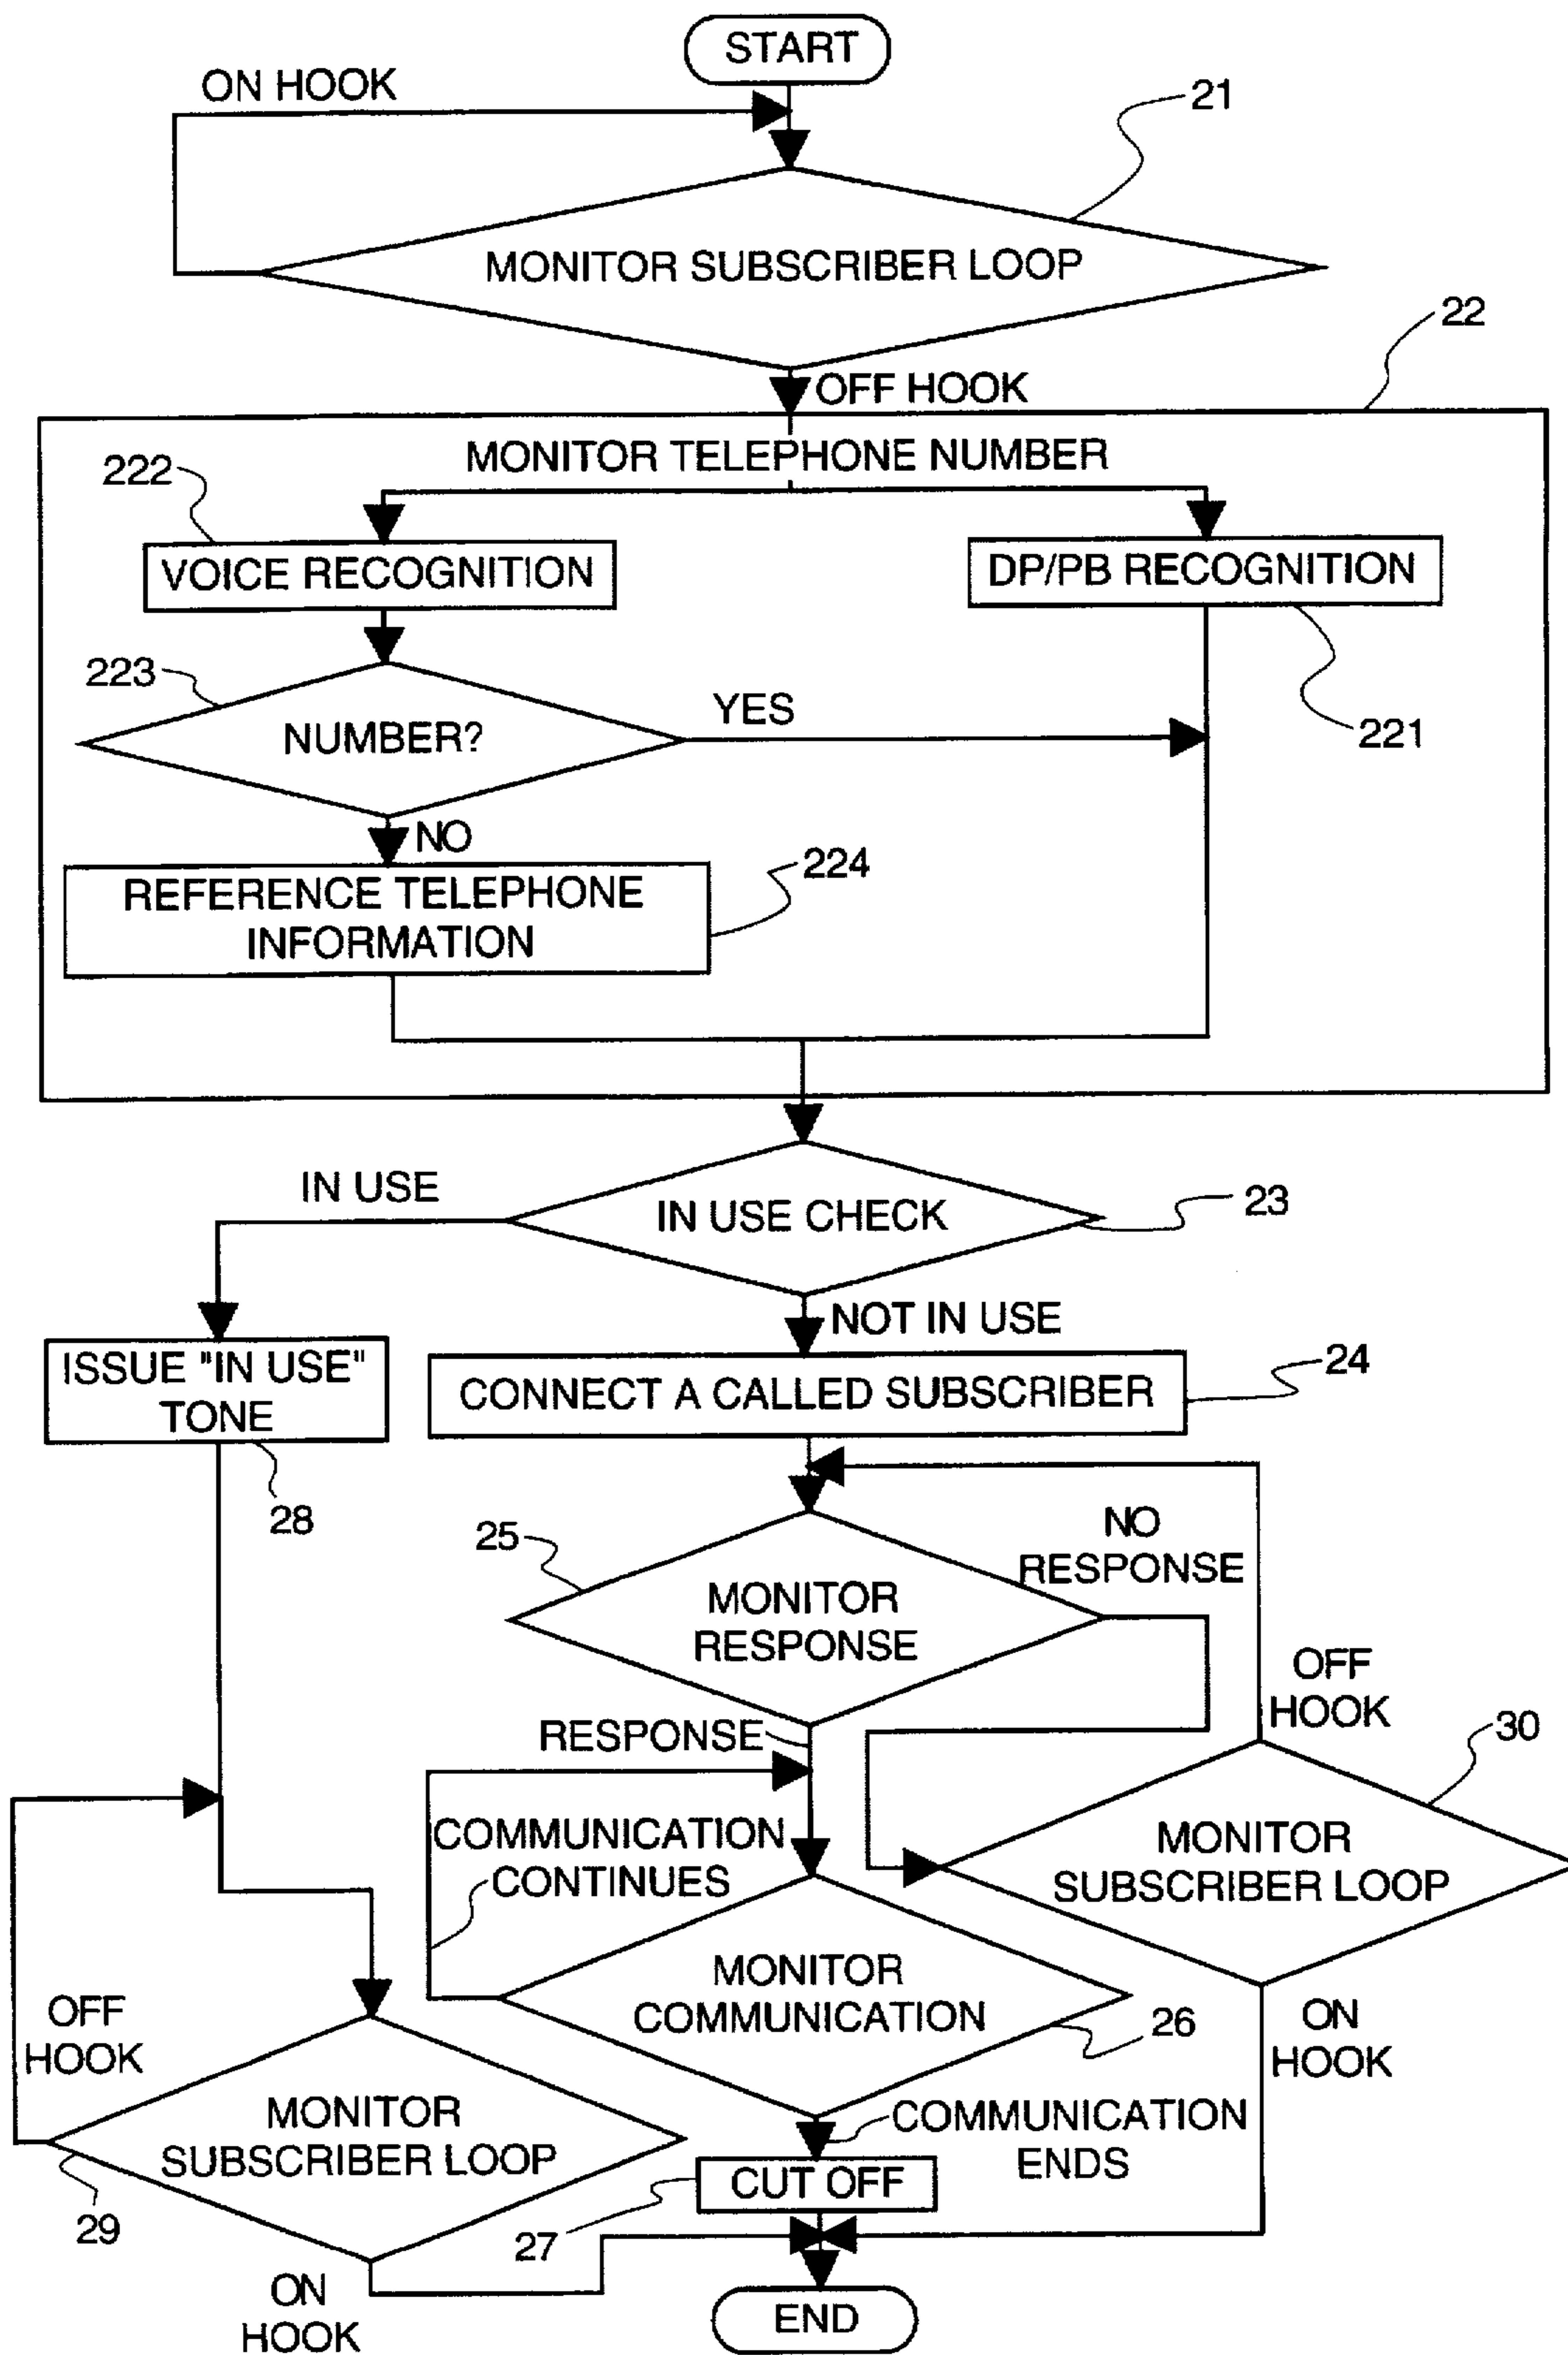 START
ON HOOK
21
MONITOR SUBSCRIBER LOOP
22
OFF HOOK
MONITOR TELEPHONE NUMBER
222
VOICE RECOGNITION
DP/PB RECOGNITION
223
NUMBER?
YES
221
NO
224
REFERENCE TELEPHONE
INFORMATION
IN USE
IN USE CHECK
23
NOT IN USE
ISSUE "IN USE"
TONE
CONNECT A CALLED SUBSCRIBER
24
28
25
NO
RESPONSE
MONITOR
RESPONSE
OFF
HOOK
RESPONSE
30
COMMUNICATION
CONTINUES
MONITOR
SUBSCRIBER LOOP
MONITOR
COMMUNICATION
OFF
HOOK
26
ON
HOOK
MONITOR
SUBSCRIBER LOOP
COMMUNICATION
ENDS
CUT OFF
29
27
ON
HOOK
END